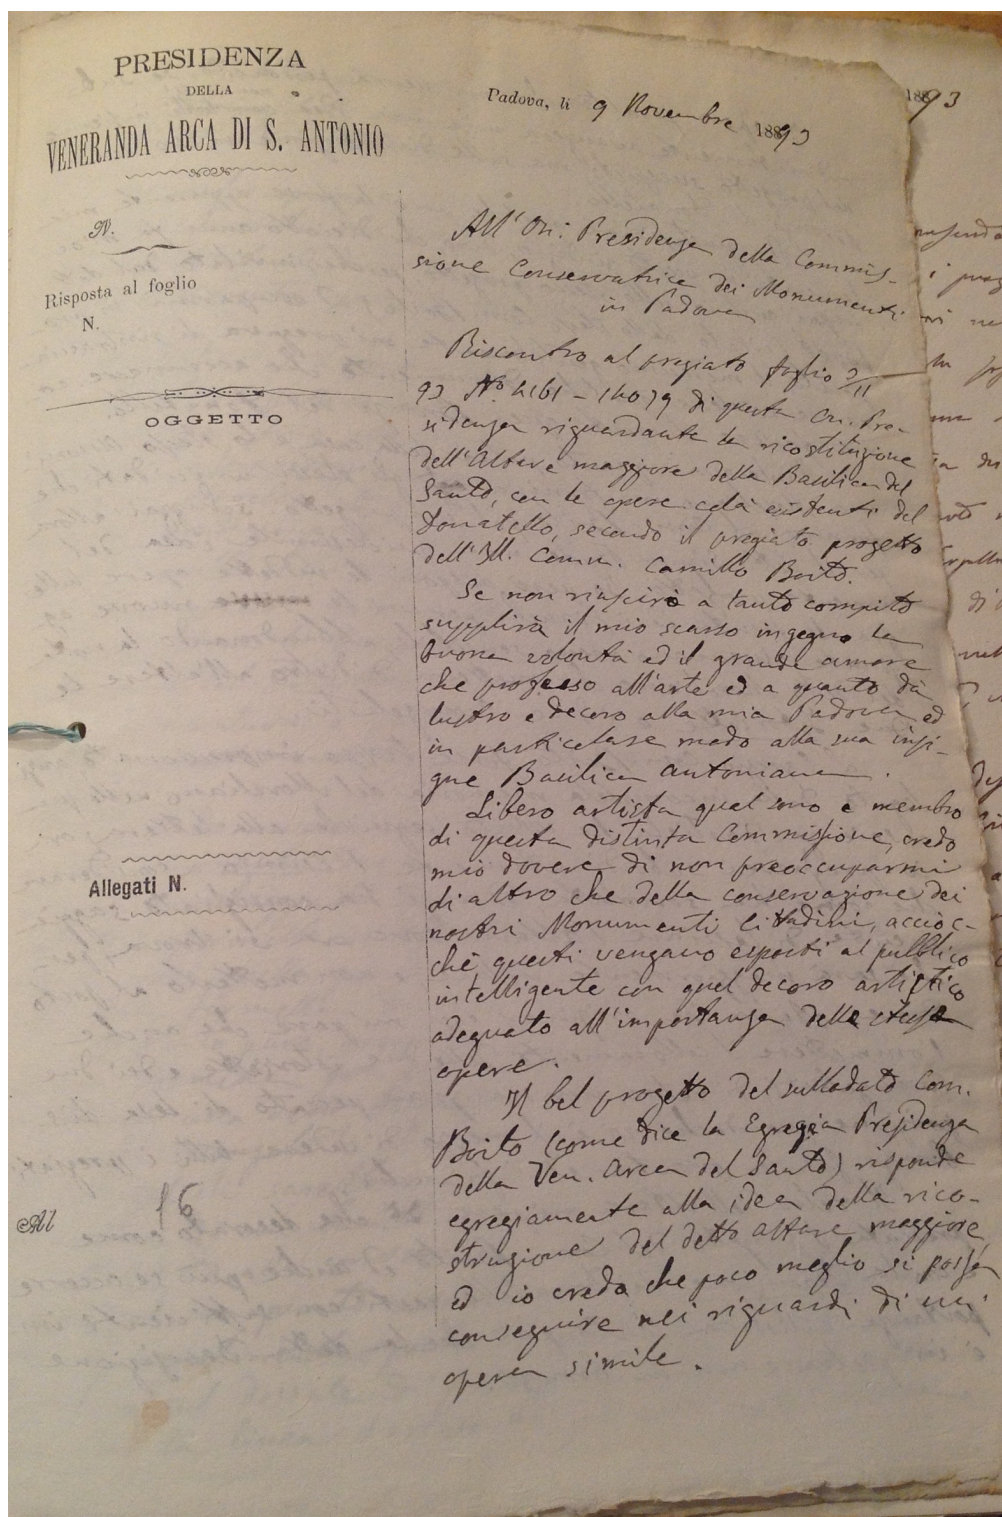 PRESIDENZA
DELLA
VENERANDA ARCA DI S. ANTONIO
N.
Risposta al foglio
N.
OGGETTO
Allegati N.
16
Padova, li 9 Novembre 1893
93
All' On: Presidenza della Commis-
sione Conservatrice dei Monumenti
in Padova
Riscontro al pregiato foglio 3/11
93 No. 4161 - 14079 di questa On. Pre-
sidenza riguardante la ricostituzione
dell'Altare maggiore della Basilica del
Santo, con le opere colà esistenti del
Donatello, secondo il pregiato progetto
dell'Ill. Comm. Camillo Boito.
Se non riuscirò a tanto compito
supplirà il mio scarso ingegno la
buona volontà ed il grande amore
che professo all'arte ed a quanto dà
lustro e decoro alla mia Padova ed
in particolare modo alla sua insi-
gne Basilica Antoniana.
Libero artista qual sono e membro
di questa distinta Commissione, credo
mio dovere di non preoccuparmi
di altro che della conservazione dei
nostri Monumenti Cittadini, acciòc-
chè, questi vengano esposti al pubblico
intelligente con quel decoro artistico
adeguato all'importanza delle stesse
opere.
Il bel progetto del sullodato Com.
Boito (come dice la Egregia Presidenza
della Ven. Arca del Santo) risponde
egregiamente alla idea della rico-
struzione del detto Altare maggiore
ed io credo che poco meglio si possa
conseguire nei riguardi di un'
opera simile.